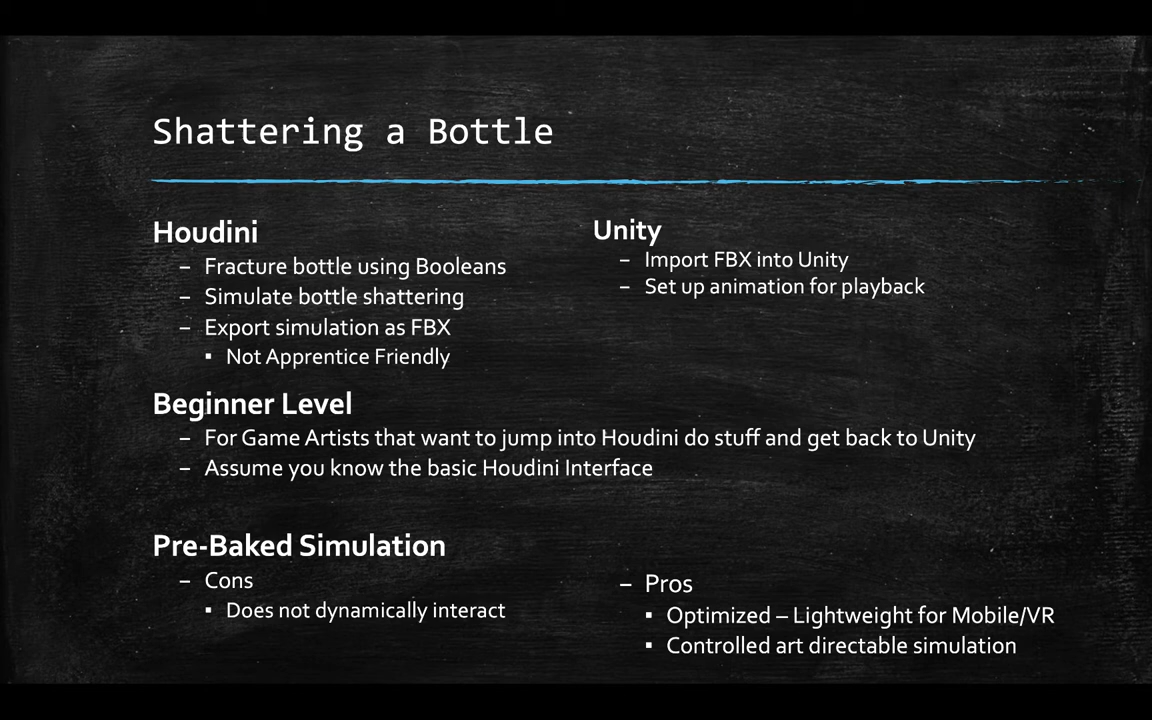 Shattering a Bottle
Houdini
– Fracture bottle using Booleans
– Simulate bottle shattering
– Export simulation as FBX
▪ Not Apprentice Friendly
Unity
– Import FBX into Unity
– Set up animation for playback
Beginner Level
– For Game Artists that want to jump into Houdini do stuff and get back to Unity
– Assume you know the basic Houdini Interface
Pre-Baked Simulation
– Cons
▪ Does not dynamically interact
– Pros
▪ Optimized – Lightweight for Mobile/VR
▪ Controlled art directable simulation